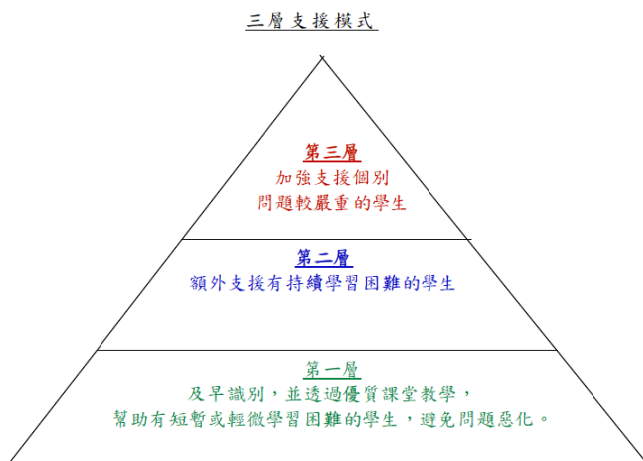 三層支援模式
第三層
加強支援個別
問題較嚴重的學生
第二層
額外支援有持續學習困難的學生
第一層
及早識別，並透過優質課堂教學，
幫助有短暫或輕微學習困難的學生，避免問題惡化。